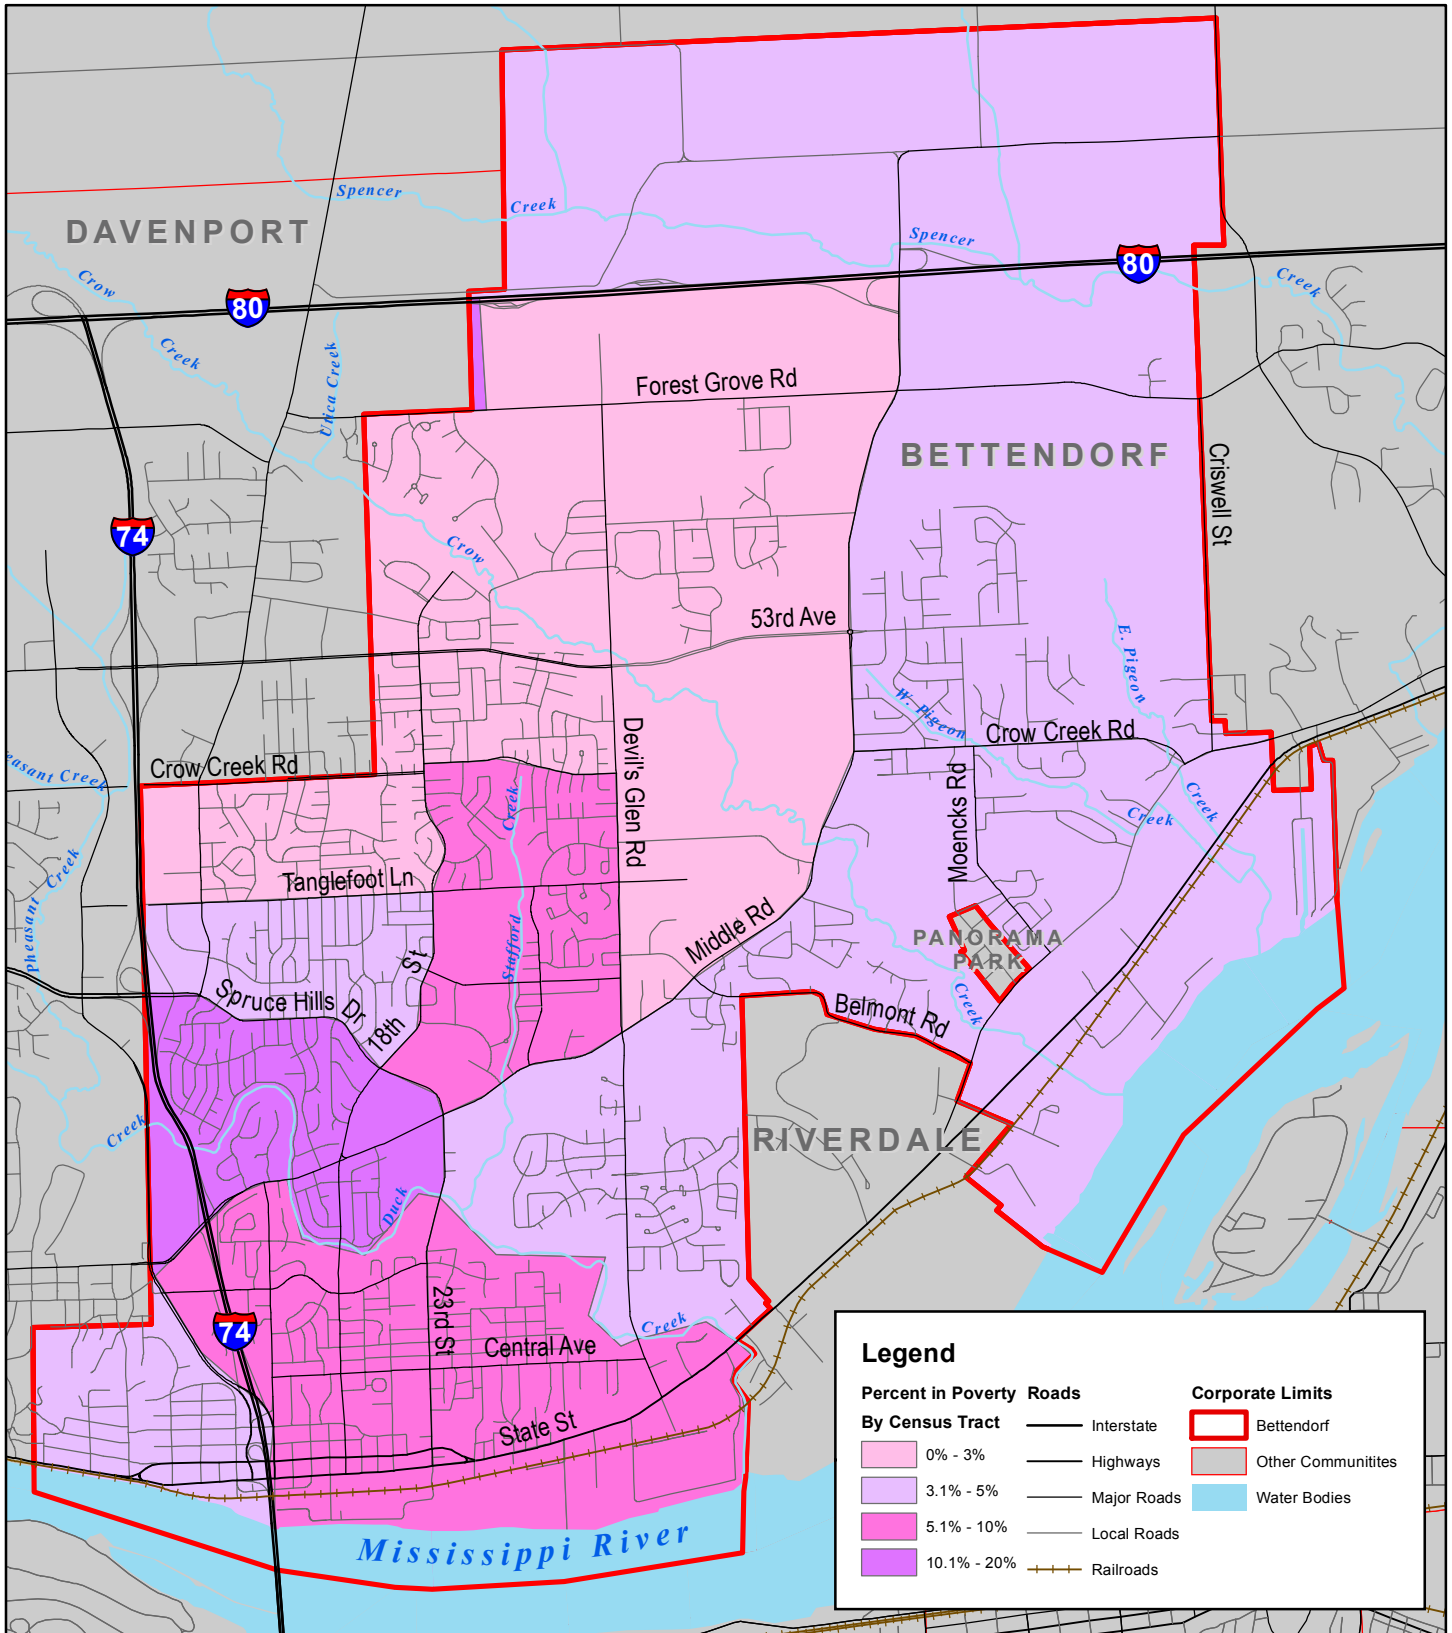 Spencer
Creek
DAVENPORT
Spencer
80
Creek
Crow
80
Creek
Utica Creek
Forest Grove Rd
BETTENDORF
Criswell St
74
Crow
53rd Ave
E. Pigeon
W. Pigeon
Crow Creek Rd
Devil's Glen Rd
Crow Creek Rd
easant Creek
Moencks Rd
Creek
Creek
Creek
Tanglefoot Ln
Pheasant Creek
Stafford
Middle Rd
PANORAMA
PARK
St
Spruce Hills Dr
18th
Creek
Belmont Rd
Creek
RIVERDALE
Duck
23rd St
74
Creek
Central Ave
State St
Mississippi River
Legend
Percent in Poverty
By Census Tract
0% - 3%
3.1% - 5%
5.1% - 10%
10.1% - 20%
Roads
Interstate
Highways
Major Roads
Local Roads
Railroads
Corporate Limits
Bettendorf
Other Communitites
Water Bodies